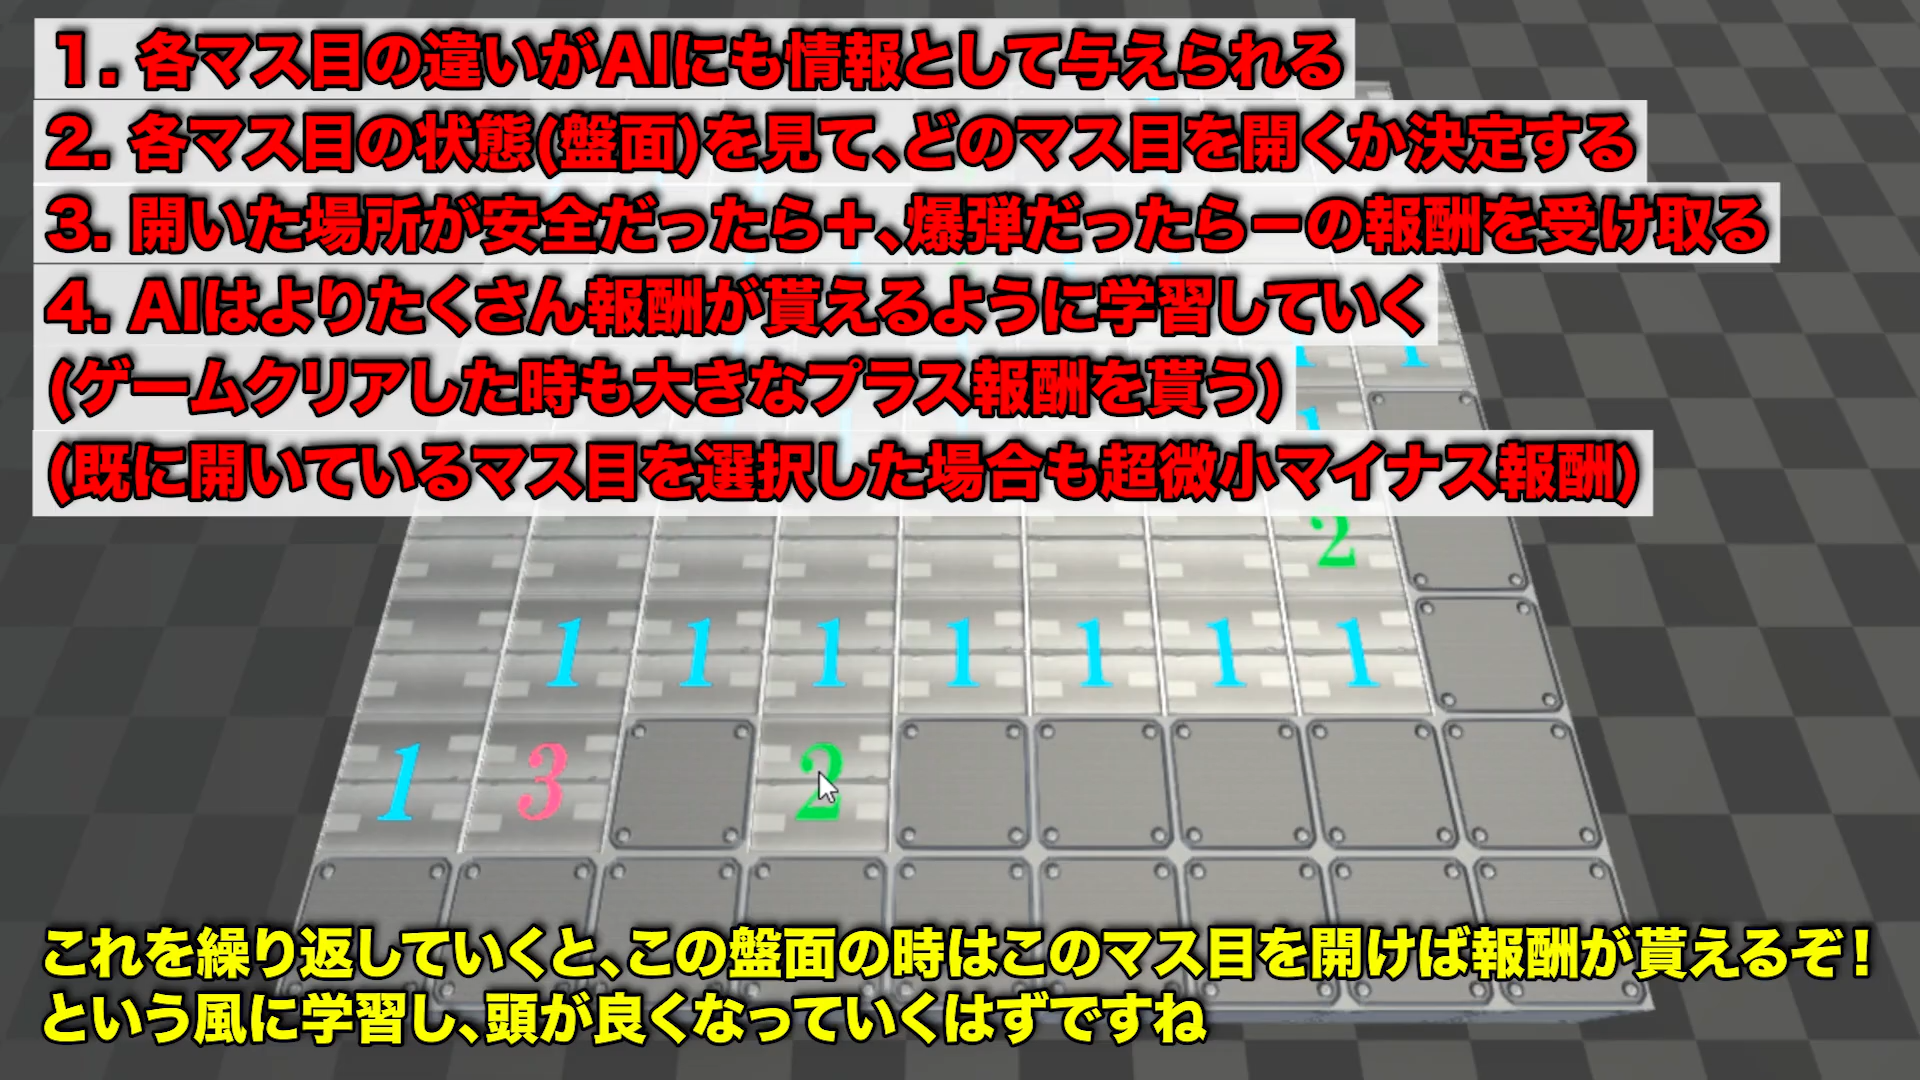 1. 各マス目の違いがAIにも情報として与えられる
2. 各マス目の状態(盤面)を見て、どのマス目を開くか決定する
3. 開いた場所が安全だったら＋、爆弾だったらーの報酬を受け取る
4. AIはよりたくさん報酬が貰えるように学習していく
(ゲームクリアした時も大きなプラス報酬を貰う)
1 1
1
(既に開いているマス目を選択した場合も超微小マイナス報酬)
2
1 1 1 1 1 1 1
1 3 2
これを繰り返していくと、この盤面の時はこのマス目を開ければ報酬が貰えるぞ!
という風に学習し、頭が良くなっていくはずですね